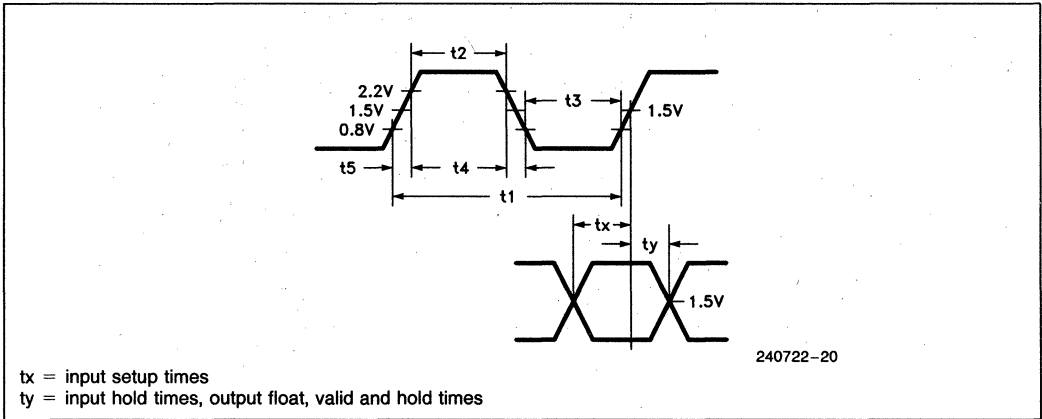 t2
2.2V
t3
1.5V
1.5V
0.8V
t5
t4
t1
tx
ty
1.5V
240722–20
tx = input setup times
ty = input hold times, output float, valid and hold times